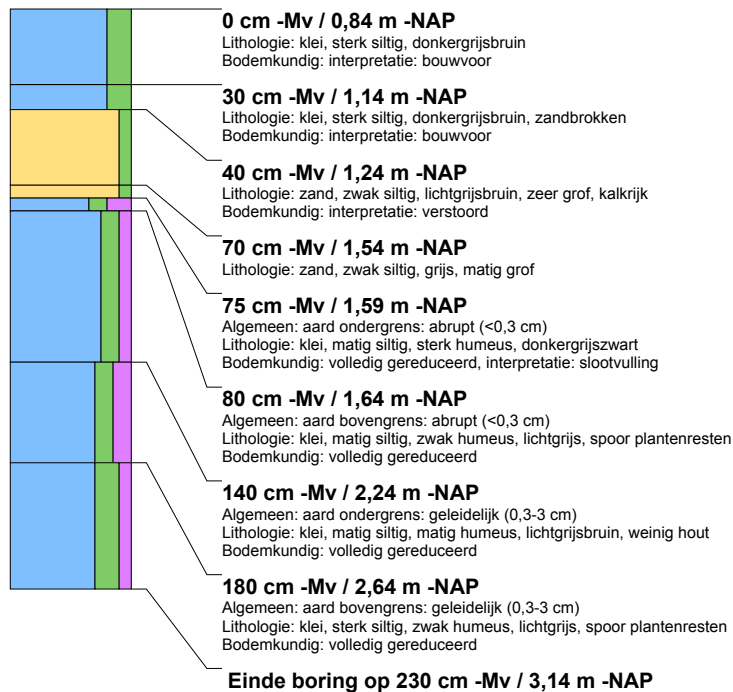 0 cm -Mv / 0,84 m -NAP
Lithologie: klei, sterk siltig, donkergrijsbruin
Bodemkundig: interpretatie: bouwvoor
30 cm -Mv / 1,14 m -NAP
Lithologie: klei, sterk siltig, donkergrijsbruin, zandbrokken
Bodemkundig: interpretatie: bouwvoor
40 cm -Mv / 1,24 m -NAP
Lithologie: zand, zwak siltig, lichtgrijsbruin, zeer grof, kalkrijk
Bodemkundig: interpretatie: verstoord
70 cm -Mv / 1,54 m -NAP
Lithologie: zand, zwak siltig, grijs, matig grof
75 cm -Mv / 1,59 m -NAP
Algemeen: aard ondergrens: abrupt (<0,3 cm)
Lithologie: klei, matig siltig, sterk humeus, donkergrijszwart
Bodemkundig: volledig gereduceerd, interpretatie: slootvulling
80 cm -Mv / 1,64 m -NAP
Algemeen: aard bovengrens: abrupt (<0,3 cm)
Lithologie: klei, matig siltig, zwak humeus, lichtgrijs, spoor plantenresten
Bodemkundig: volledig gereduceerd
140 cm -Mv / 2,24 m -NAP
Algemeen: aard ondergrens: geleidelijk (0,3-3 cm)
Lithologie: klei, matig siltig, matig humeus, lichtgrijsbruin, weinig hout
Bodemkundig: volledig gereduceerd
180 cm -Mv / 2,64 m -NAP
Algemeen: aard bovengrens: geleidelijk (0,3-3 cm)
Lithologie: klei, sterk siltig, zwak humeus, lichtgrijs, spoor plantenresten
Bodemkundig: volledig gereduceerd
Einde boring op 230 cm -Mv / 3,14 m -NAP